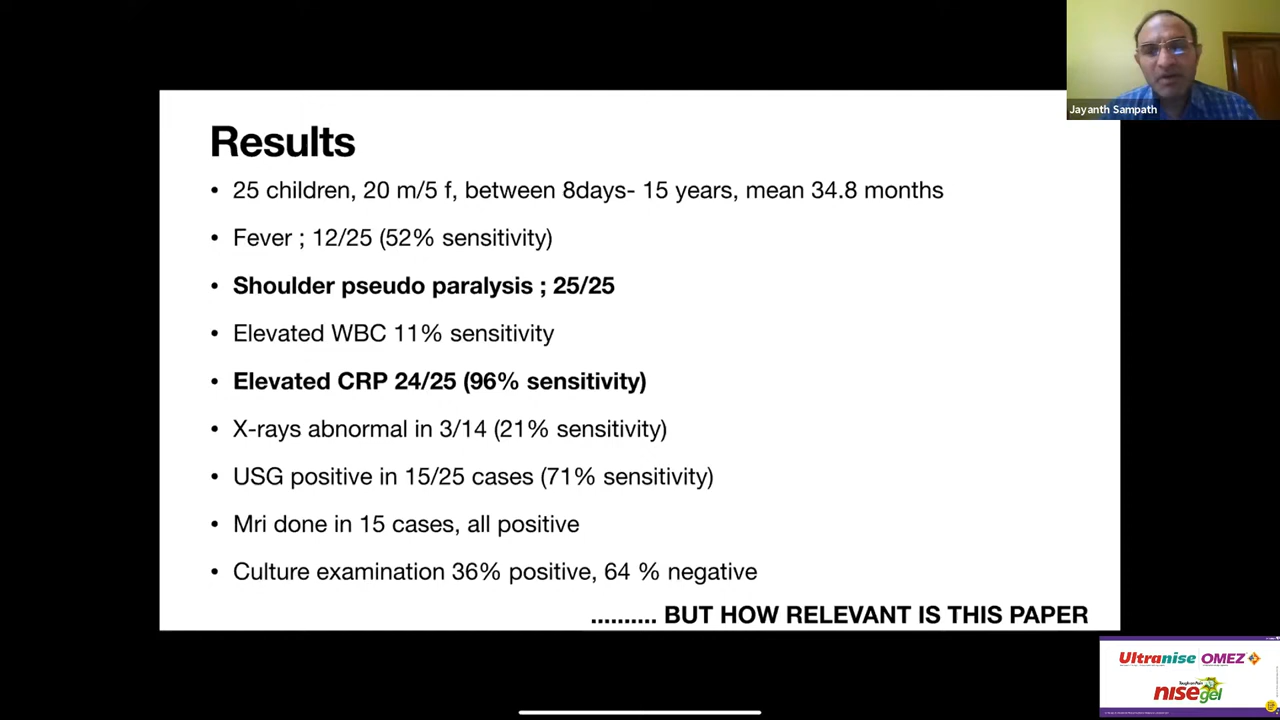 Jayanth Sampath
Results
• 25 children, 20 m/5 f, between 8days- 15 years, mean 34.8 months
• Fever ; 12/25 (52% sensitivity)
• Shoulder pseudo paralysis ; 25/25
• Elevated WBC 11% sensitivity
• Elevated CRP 24/25 (96% sensitivity)
• X-rays abnormal in 3/14 (21% sensitivity)
• USG positive in 15/25 cases (71% sensitivity)
• Mri done in 15 cases, all positive
• Culture examination 36% positive, 64 % negative
.......... BUT HOW RELEVANT IS THIS PAPER
Ultranise OMEZ
nise gel